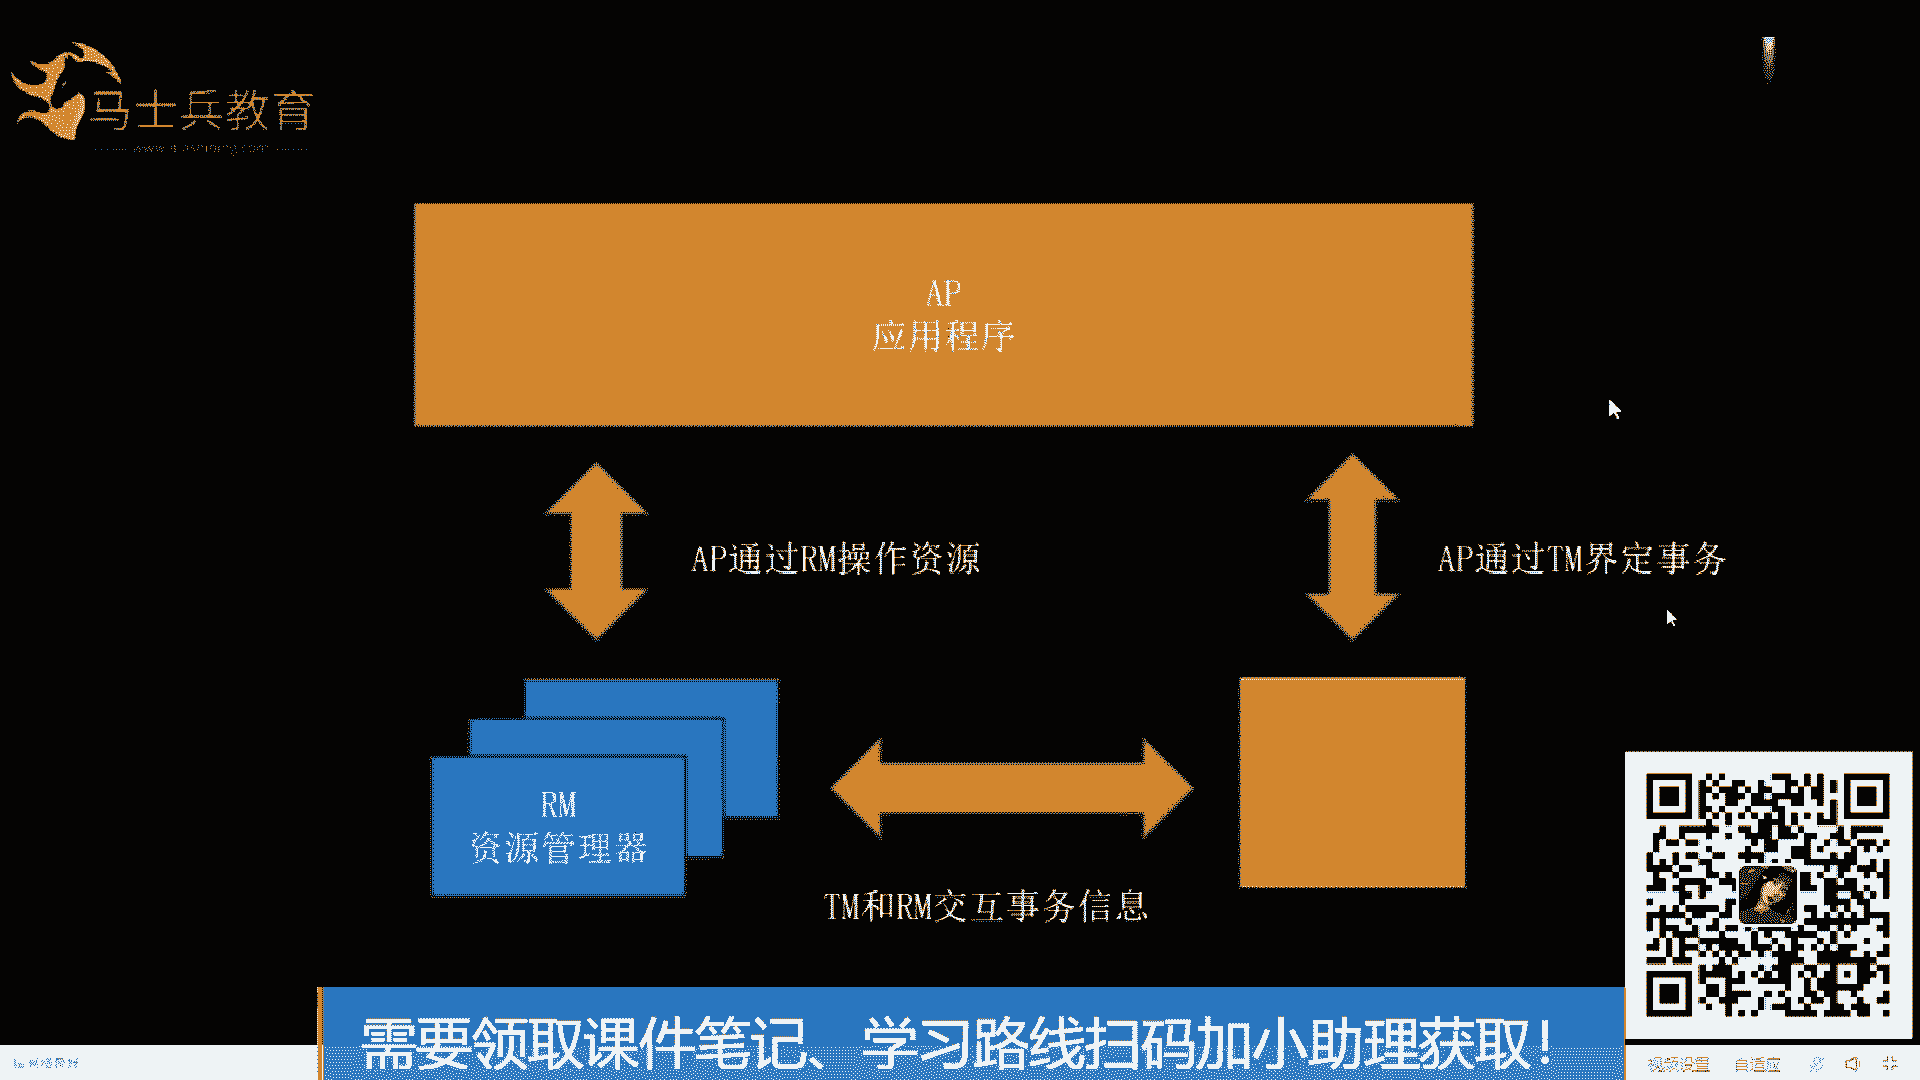 马士兵教育
AP
应用程序
AP通过RM操作资源
AP通过TM界定事务
RM
资源管理器
TM和RM交互事务信息
需要领取课件笔记、学习路线扫码加小助理获取！
视频设置 自适应